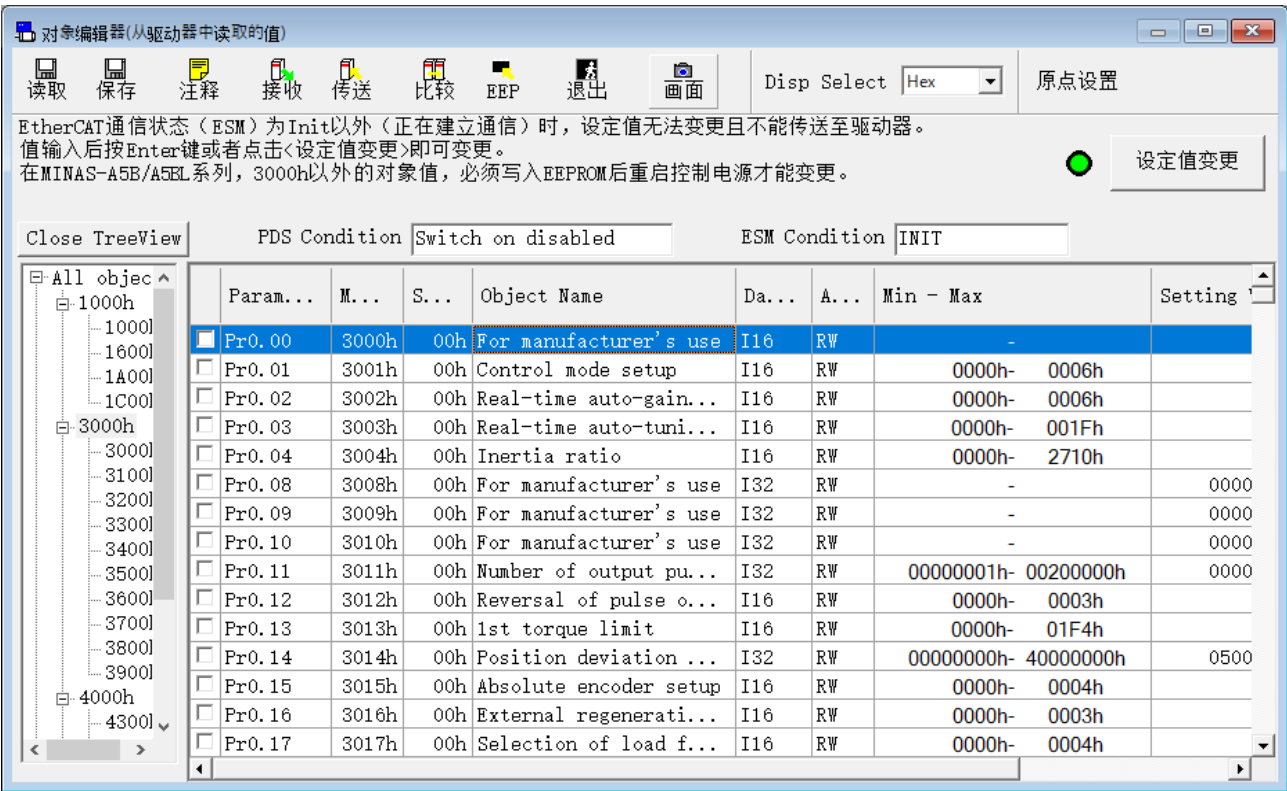 对象编辑器(从驱动器中读取的值)
读取 保存 注释 接收 传送 比较 EEP 退出 画面 Disp Select Hex 原点设置
EtherCAT通信状态（ESM）为Init以外（正在建立通信）时，设定值无法变更且不能传送至驱动器。
值输入后按Enter键或者点击<设定值变更>即可变更。
在MINAS-A5B/A5BL系列，3000h以外的对象值，必须写入EEPROM后重启控制电源才能变更。
设定值变更
Close TreeView PDS Condition Switch on disabled ESM Condition INIT
All objec
1000h
1000
1600
1A00
1C00
3000h
3000
3100
3200
3300
3400
3500
3600
3700
3800
3900
4000h
4300
Param... M... S... Object Name Da... A... Min - Max Setting
Pr0.00 3000h 00h For manufacturer's use I16 RW -
Pr0.01 3001h 00h Control mode setup I16 RW 0000h- 0006h
Pr0.02 3002h 00h Real-time auto-gain... I16 RW 0000h- 0006h
Pr0.03 3003h 00h Real-time auto-tuni... I16 RW 0000h- 001Fh
Pr0.04 3004h 00h Inertia ratio I16 RW 0000h- 2710h
Pr0.08 3008h 00h For manufacturer's use I32 RW - 0000
Pr0.09 3009h 00h For manufacturer's use I32 RW - 0000
Pr0.10 3010h 00h For manufacturer's use I32 RW - 0000
Pr0.11 3011h 00h Number of output pu... I32 RW 00000001h- 00200000h 0000
Pr0.12 3012h 00h Reversal of pulse o... I16 RW 0000h- 0003h
Pr0.13 3013h 00h 1st torque limit I16 RW 0000h- 01F4h
Pr0.14 3014h 00h Position deviation ... I32 RW 00000000h- 40000000h 0500
Pr0.15 3015h 00h Absolute encoder setup I16 RW 0000h- 0004h
Pr0.16 3016h 00h External regenerati... I16 RW 0000h- 0003h
Pr0.17 3017h 00h Selection of load f... I16 RW 0000h- 0004h